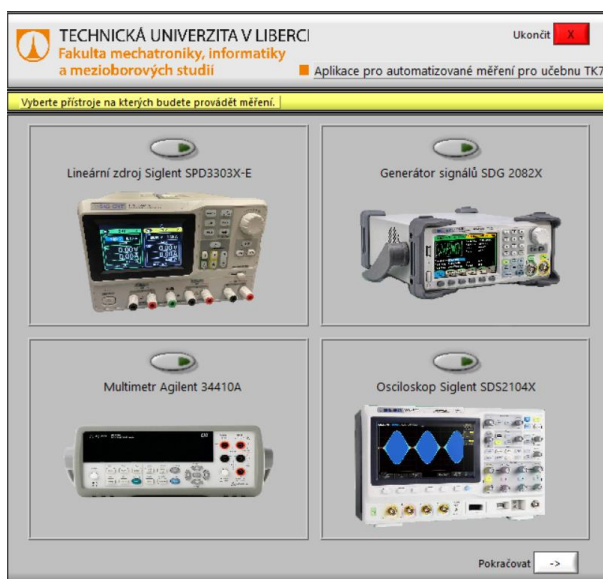 TECHNICKÁ UNIVERZITA V LIBERCI
Fakulta mechatroniky, informatiky
a mezioborových studií
Ukončit X
Aplikace pro automatizované měření pro učebnu TK7
Vyberte přístroje na kterých budete provádět měření.
Lineární zdroj Siglent SPD3303X-E
Generátor signálů SDG 2082X
Multimetr Agilent 34410A
Osciloskop Siglent SDS2104X
Pokračovat ->